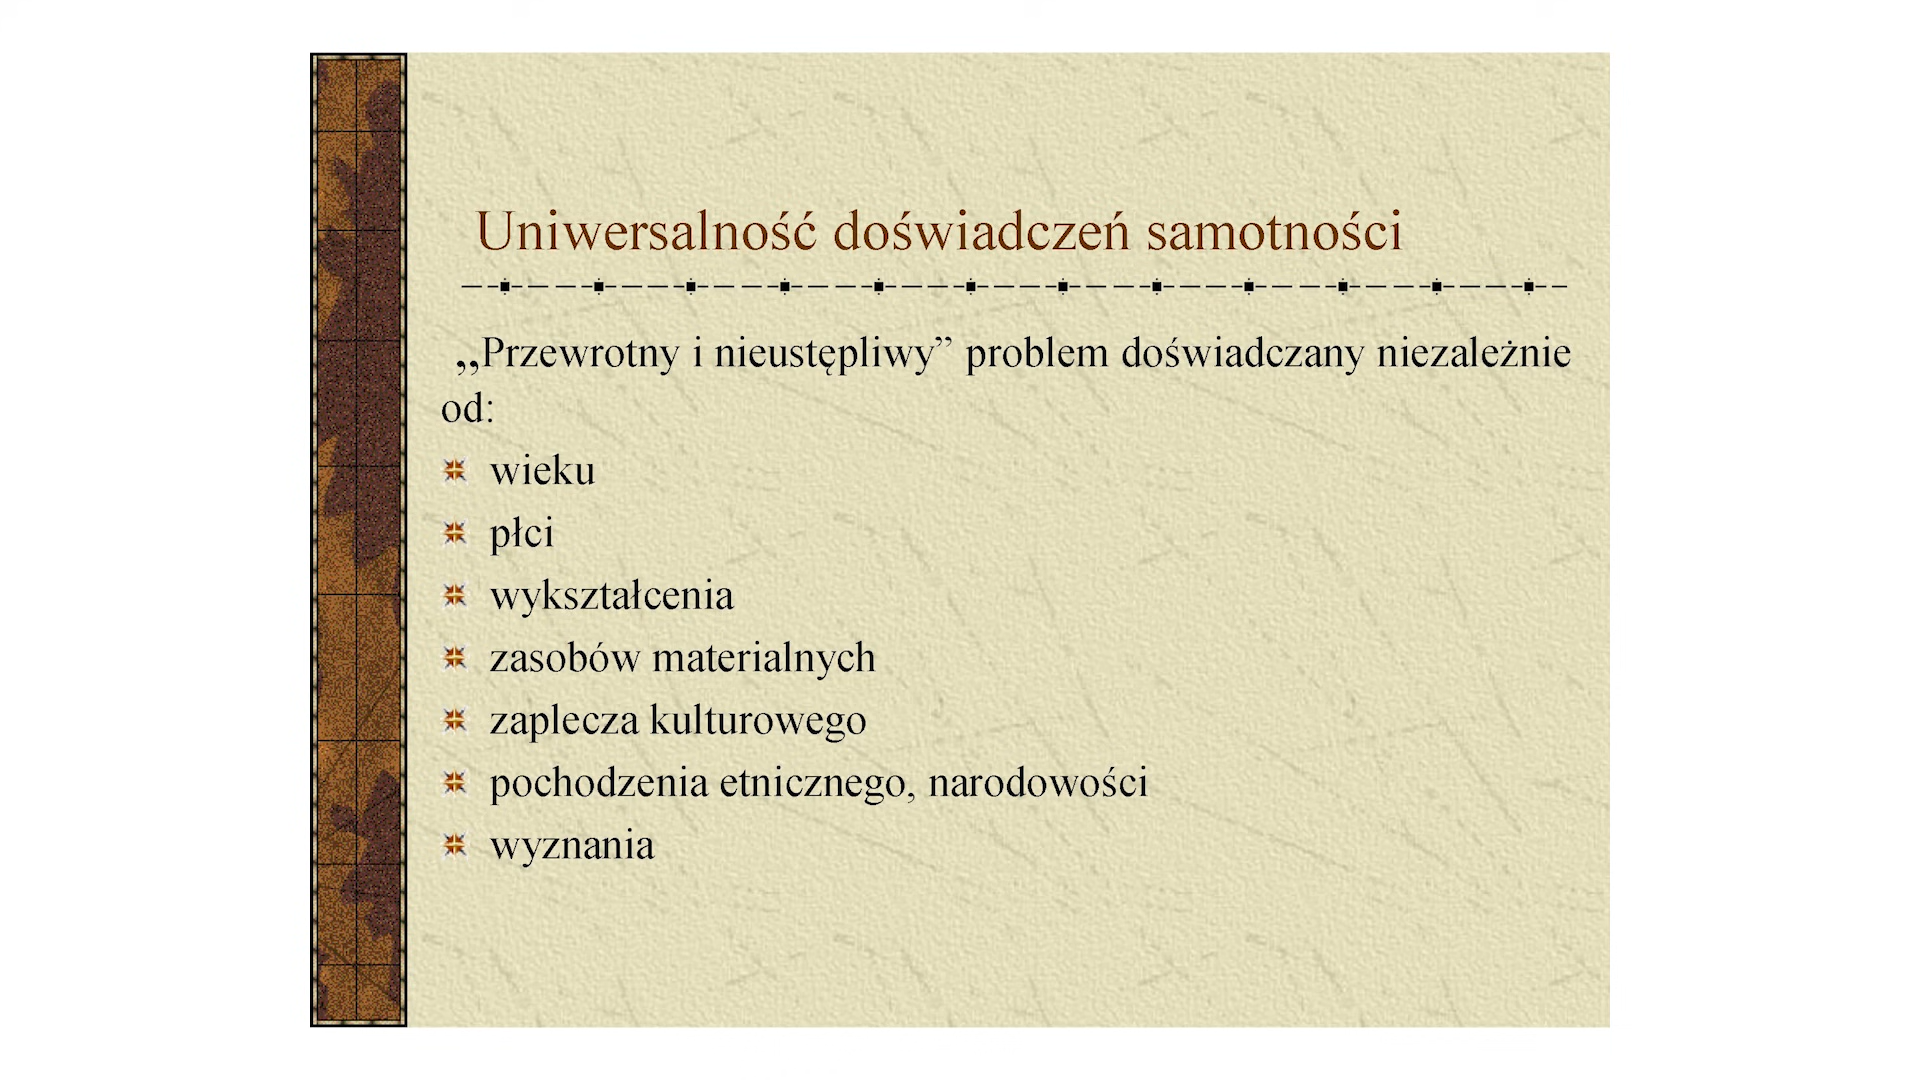 Uniwersalność doświadczeń samotności
„Przewrotny i nieustępliwy” problem doświadczany niezależnie
od:
wieku
płci
wykształcenia
zasobów materialnych
zaplecza kulturowego
pochodzenia etnicznego, narodowości
wyznania